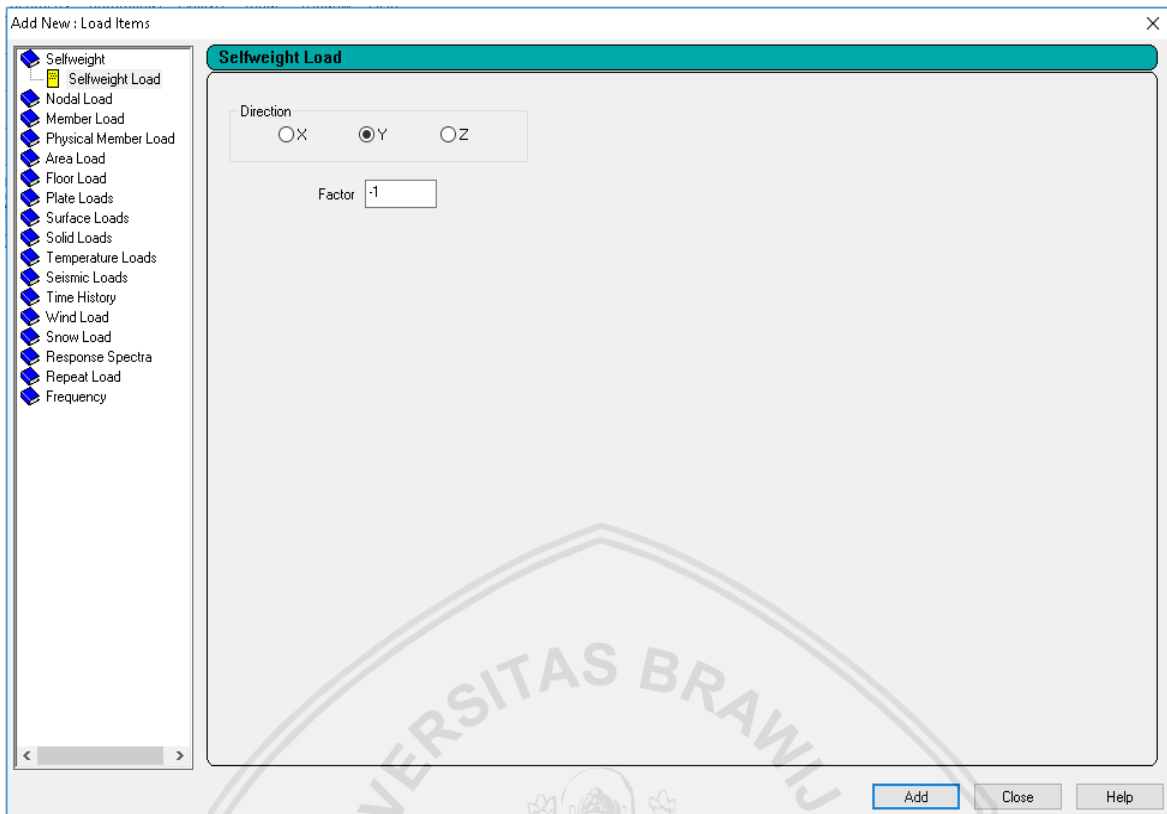 Add New : Load Items
Selfweight
Selfweight Load
Nodal Load
Member Load
Physical Member Load
Area Load
Floor Load
Plate Loads
Surface Loads
Solid Loads
Temperature Loads
Seismic Loads
Time History
Wind Load
Snow Load
Response Spectra
Repeat Load
Frequency
Selfweight Load
Direction
X Y Z
Factor -1
ERSITAS BRAWIJ
Add Close Help